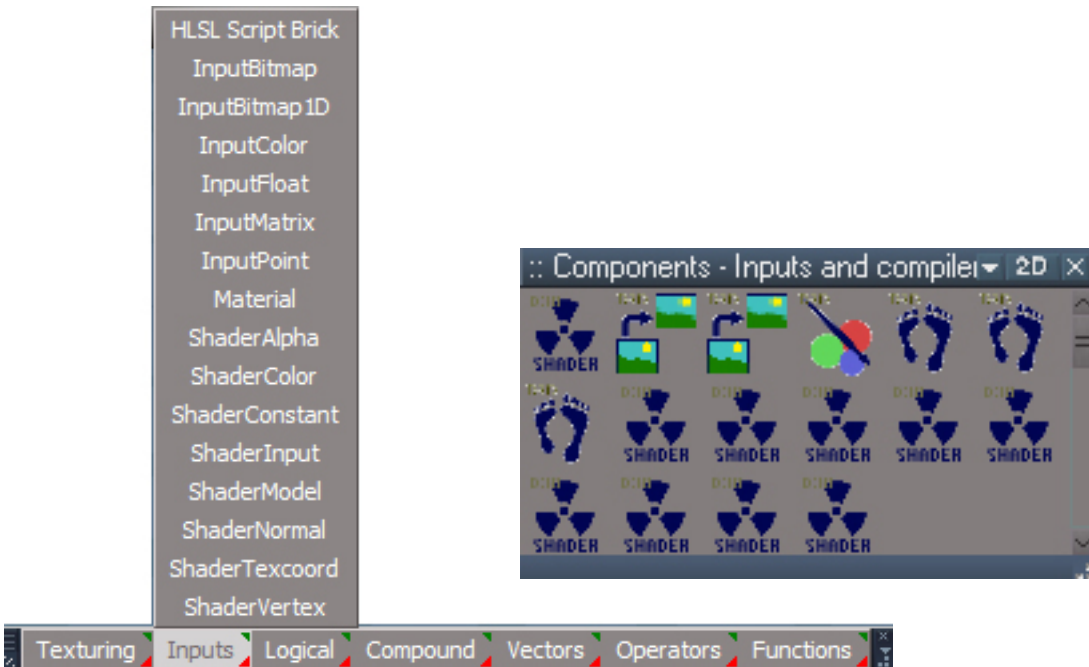 HLSL Script Brick
InputBitmap
InputBitmap1D
InputColor
InputFloat
InputMatrix
InputPoint
Material
ShaderAlpha
ShaderColor
ShaderConstant
ShaderInput
ShaderModel
ShaderNormal
ShaderTexcoord
ShaderVertex
Texturing Inputs Logical Compound Vectors Operators Functions
:: Components - Inputs and 2D
SHADER
SHADER SHADER SHADER SHADER SHADER
SHADER SHADER SHADER SHADER